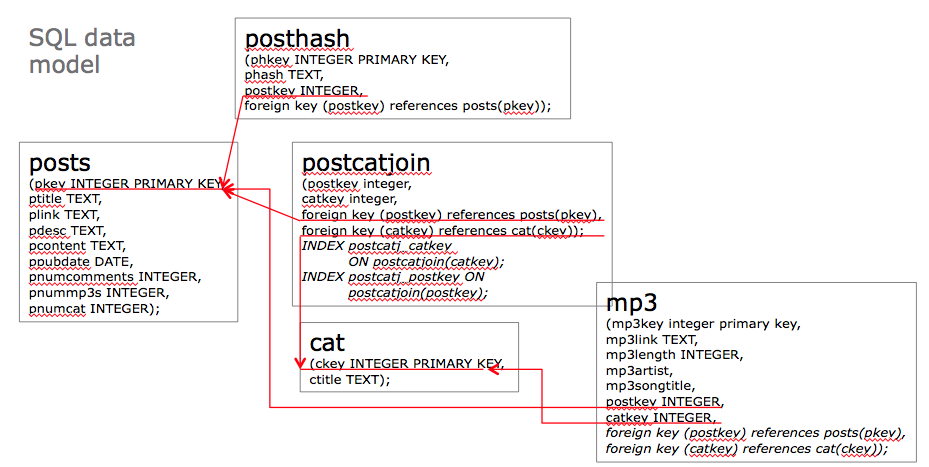 SQL data
model
posthash
(phkey INTEGER PRIMARY KEY,
phash TEXT,
postkey INTEGER,
foreign key (postkey) references posts(pkey));
posts
(pkey INTEGER PRIMARY KEY,
ptitle TEXT,
plink TEXT,
pdesc TEXT,
pcontent TEXT,
ppubdate DATE,
pnumcomments INTEGER,
pnummp3s INTEGER,
pnumcat INTEGER);
postcatjoin
(postkey integer,
catkey integer,
foreign key (postkey) references posts(pkey),
foreign key (catkey) references cat(ckey));
INDEX postcatj_catkey
ON postcatjoin(catkey);
INDEX postcatj_postkey ON
postcatjoin(postkey);
cat
(ckey INTEGER PRIMARY KEY,
ctitle TEXT);
mp3
(mp3key integer primary key,
mp3link TEXT,
mp3length INTEGER,
mp3artist,
mp3songtitle,
postkey INTEGER,
catkey INTEGER,
foreign key (postkey) references posts(pkey),
foreign key (catkey) references cat(ckey));